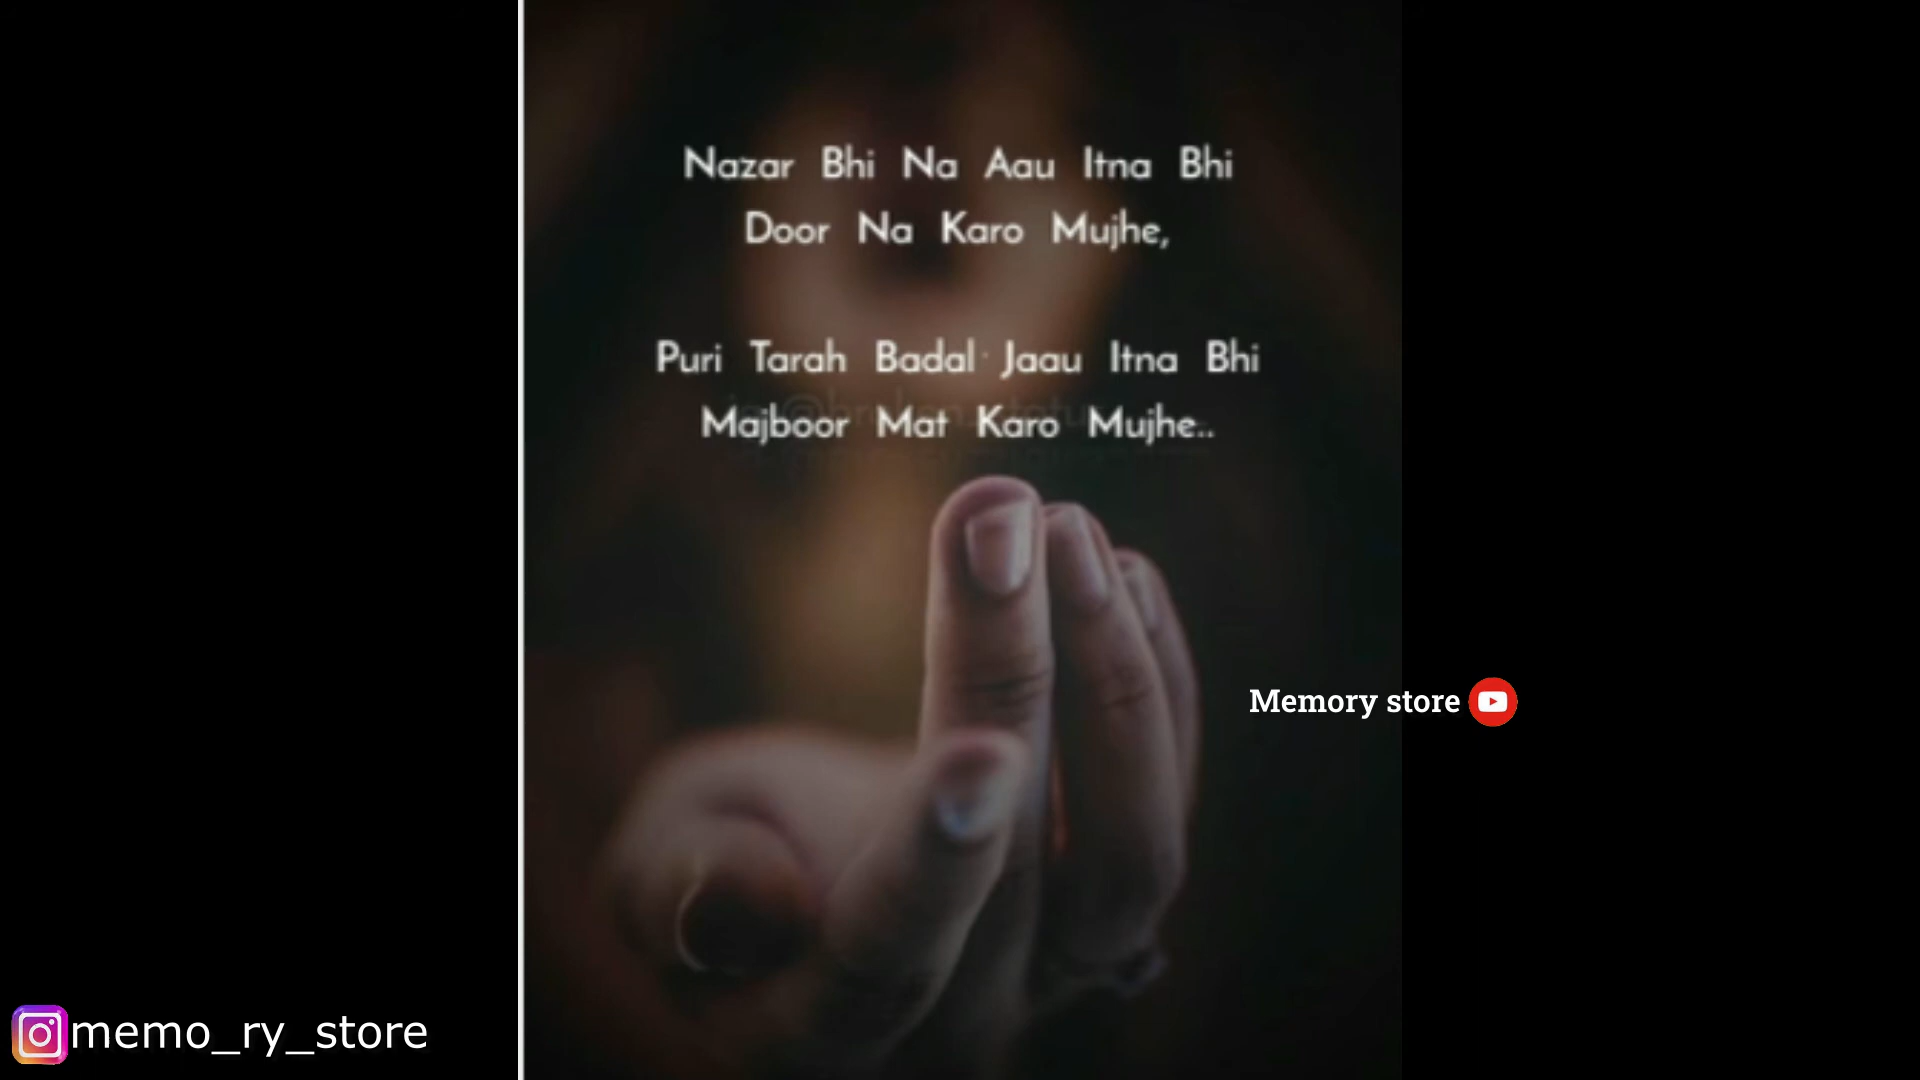 Nazar Bhi Na Aau Itna Bhi
Door Na Karo Mujhe,
Puri Tarah Badal Jaau Itna Bhi
Majboor Mat Karo Mujhe..
Memory store
memo_ry_store